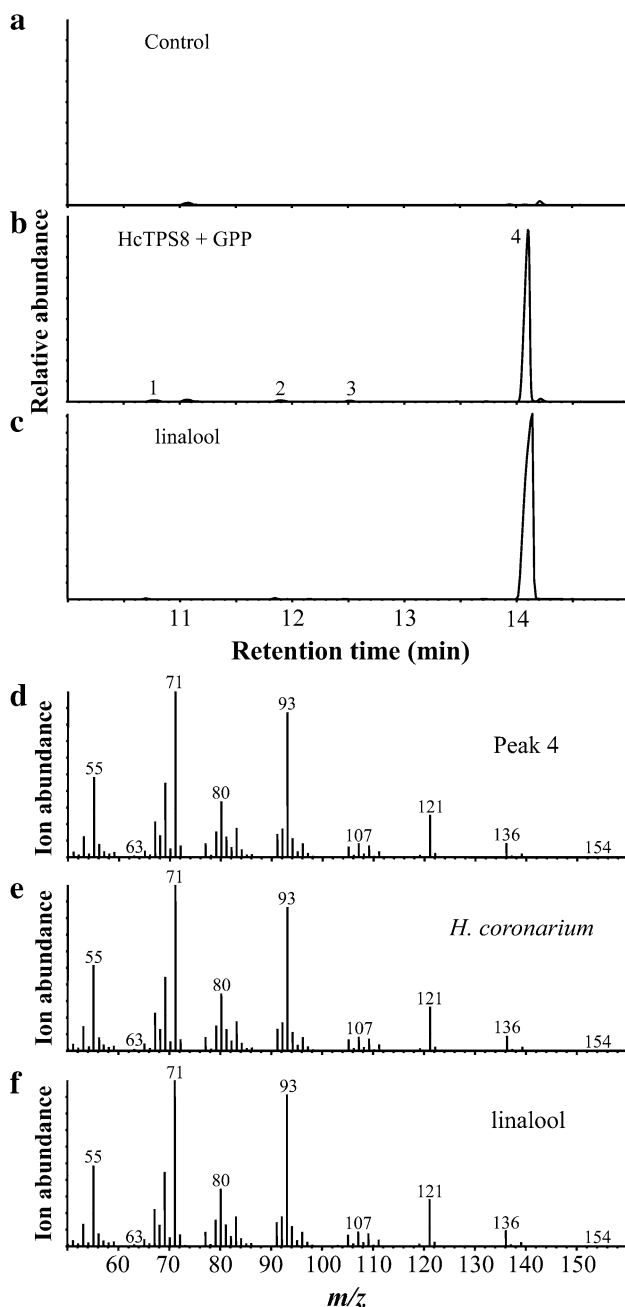 a
Control
b
HcTPS8 + GPP
4
1
2
3
Relative abundance
c
linalool
11
12
13
14
Retention time (min)
d
Ion abundance
Peak 4
55
63
71
80
93
107
121
136
154
e
Ion abundance
H. coronarium
55
63
71
80
93
107
121
136
154
f
Ion abundance
linalool
55
63
71
80
93
107
121
136
154
60
70
80
90
100
110
120
130
140
150
m/z